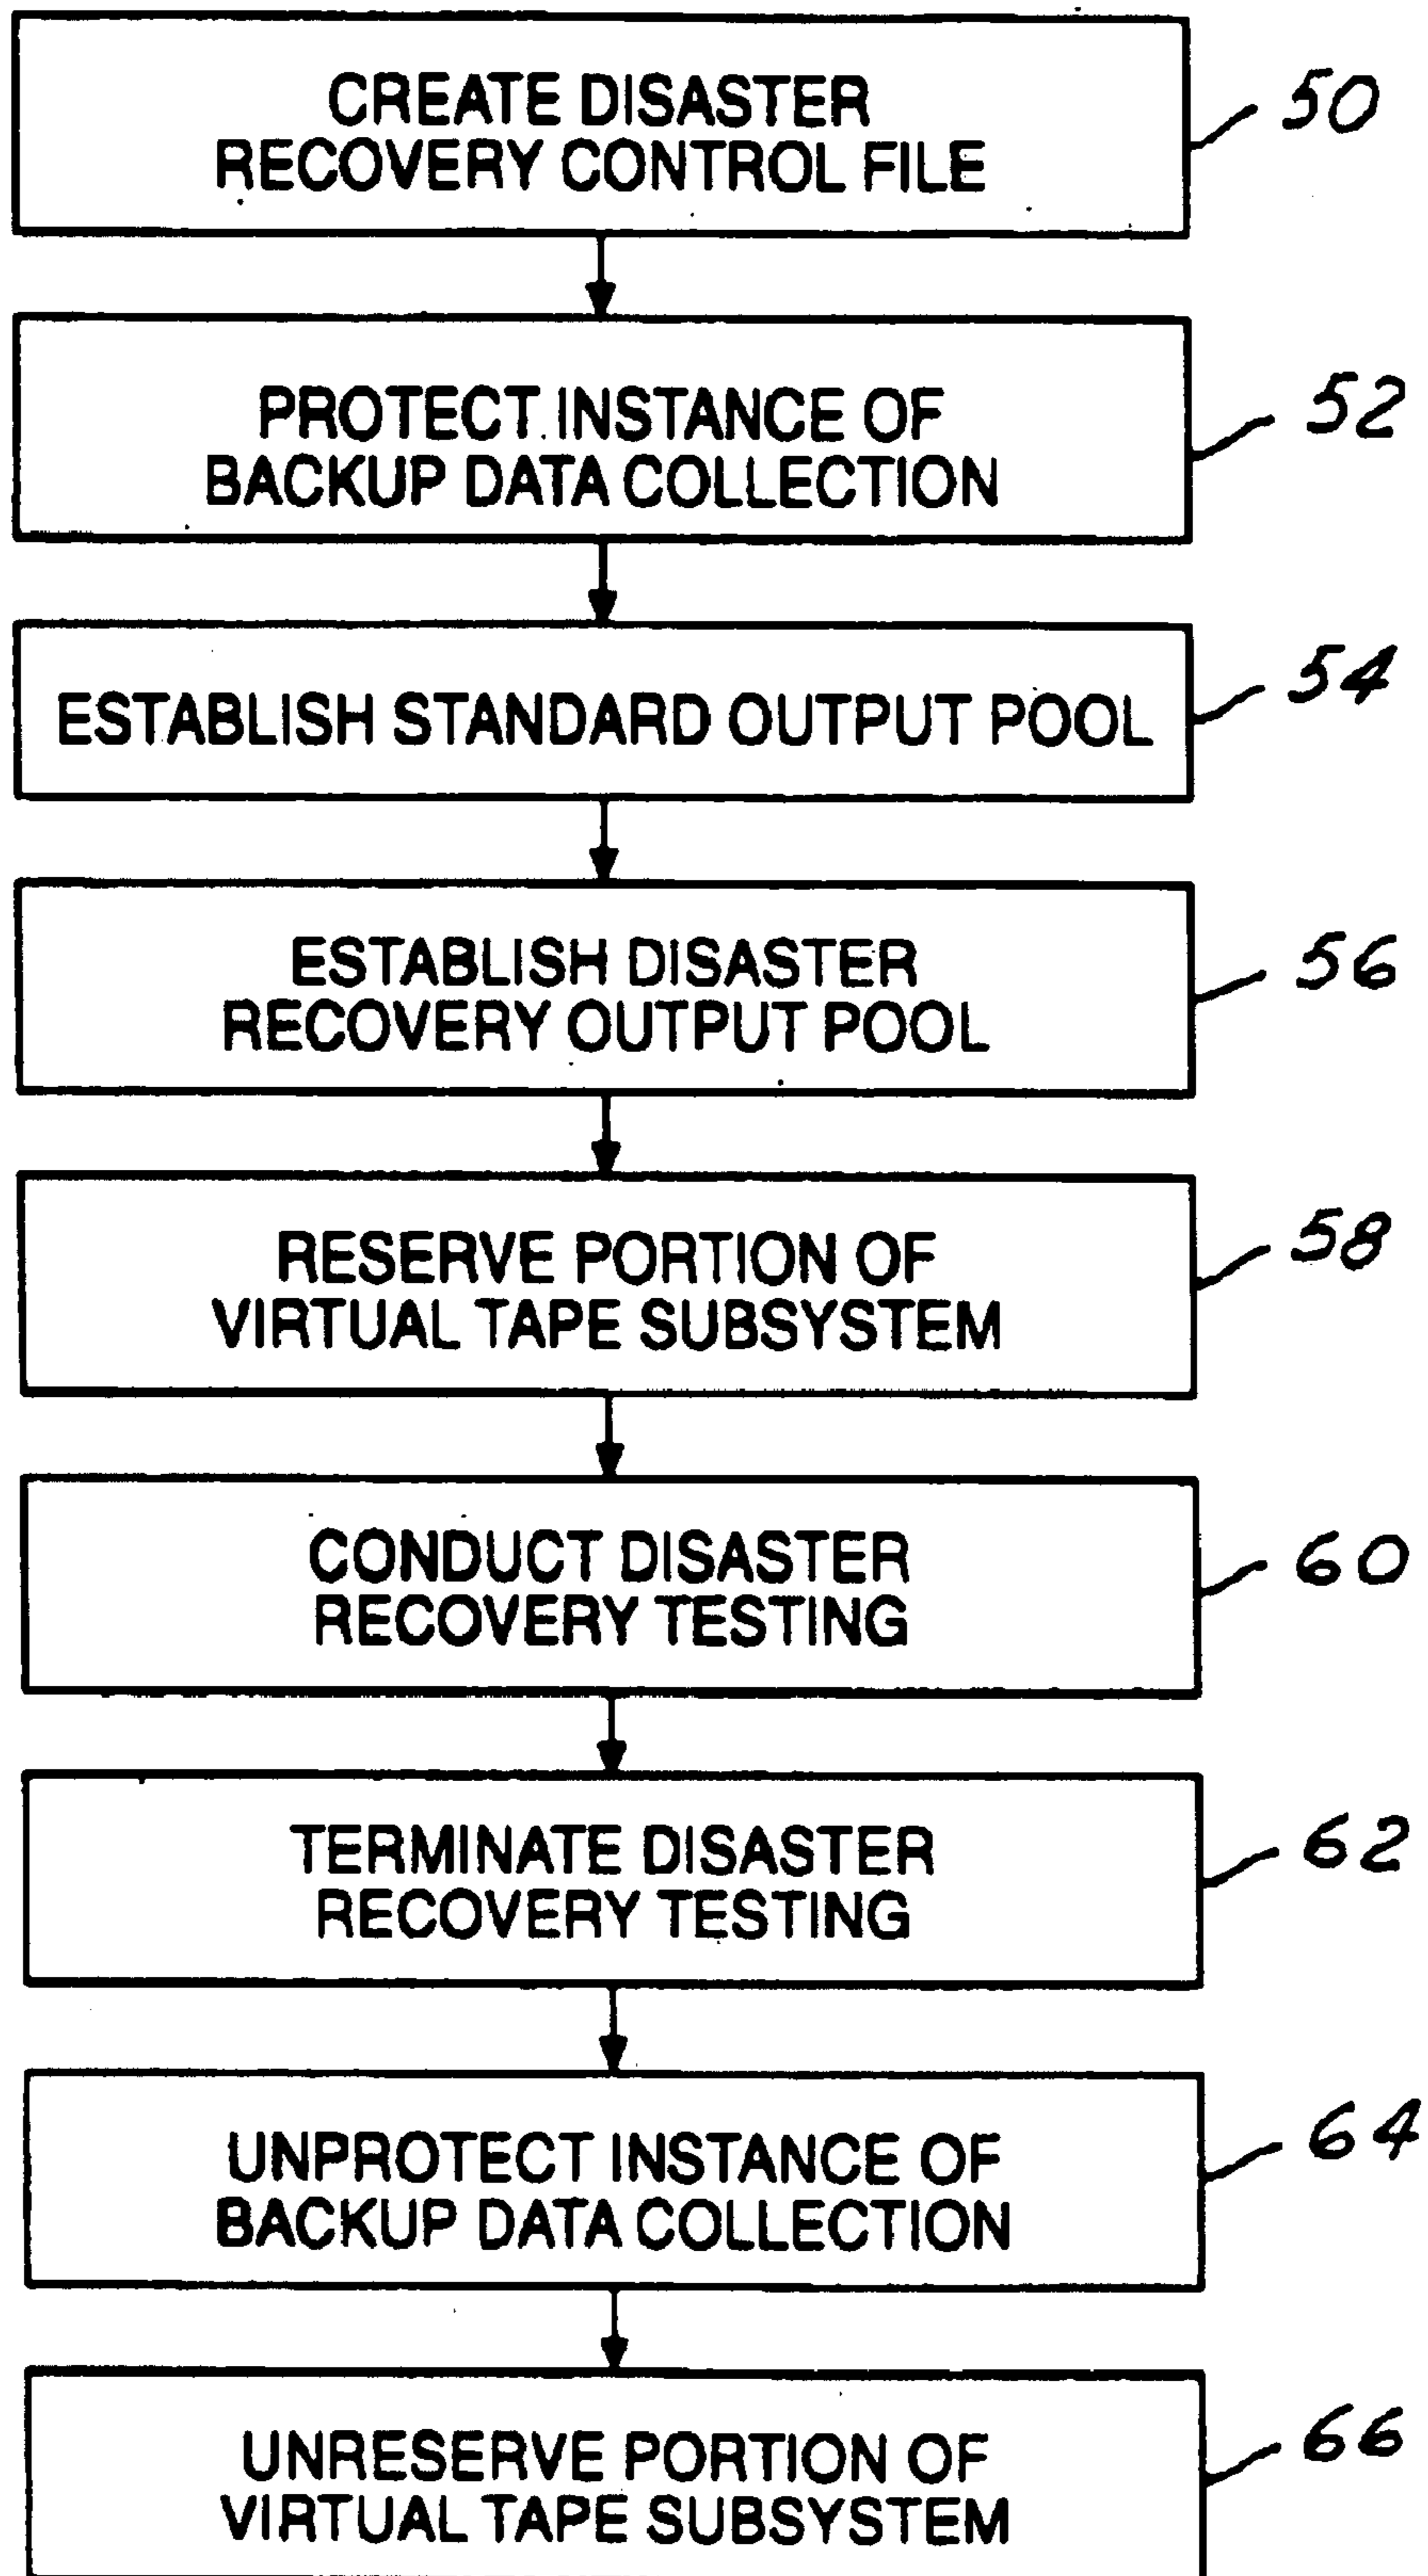 CREATE DISASTER
RECOVERY CONTROL FILE
50
PROTECT INSTANCE OF
BACKUP DATA COLLECTION
52
ESTABLISH STANDARD OUTPUT POOL
54
ESTABLISH DISASTER
RECOVERY OUTPUT POOL
56
RESERVE PORTION OF
VIRTUAL TAPE SUBSYSTEM
58
CONDUCT DISASTER
RECOVERY TESTING
60
TERMINATE DISASTER
RECOVERY TESTING
62
UNPROTECT INSTANCE OF
BACKUP DATA COLLECTION
64
UNRESERVE PORTION OF
VIRTUAL TAPE SUBSYSTEM
66